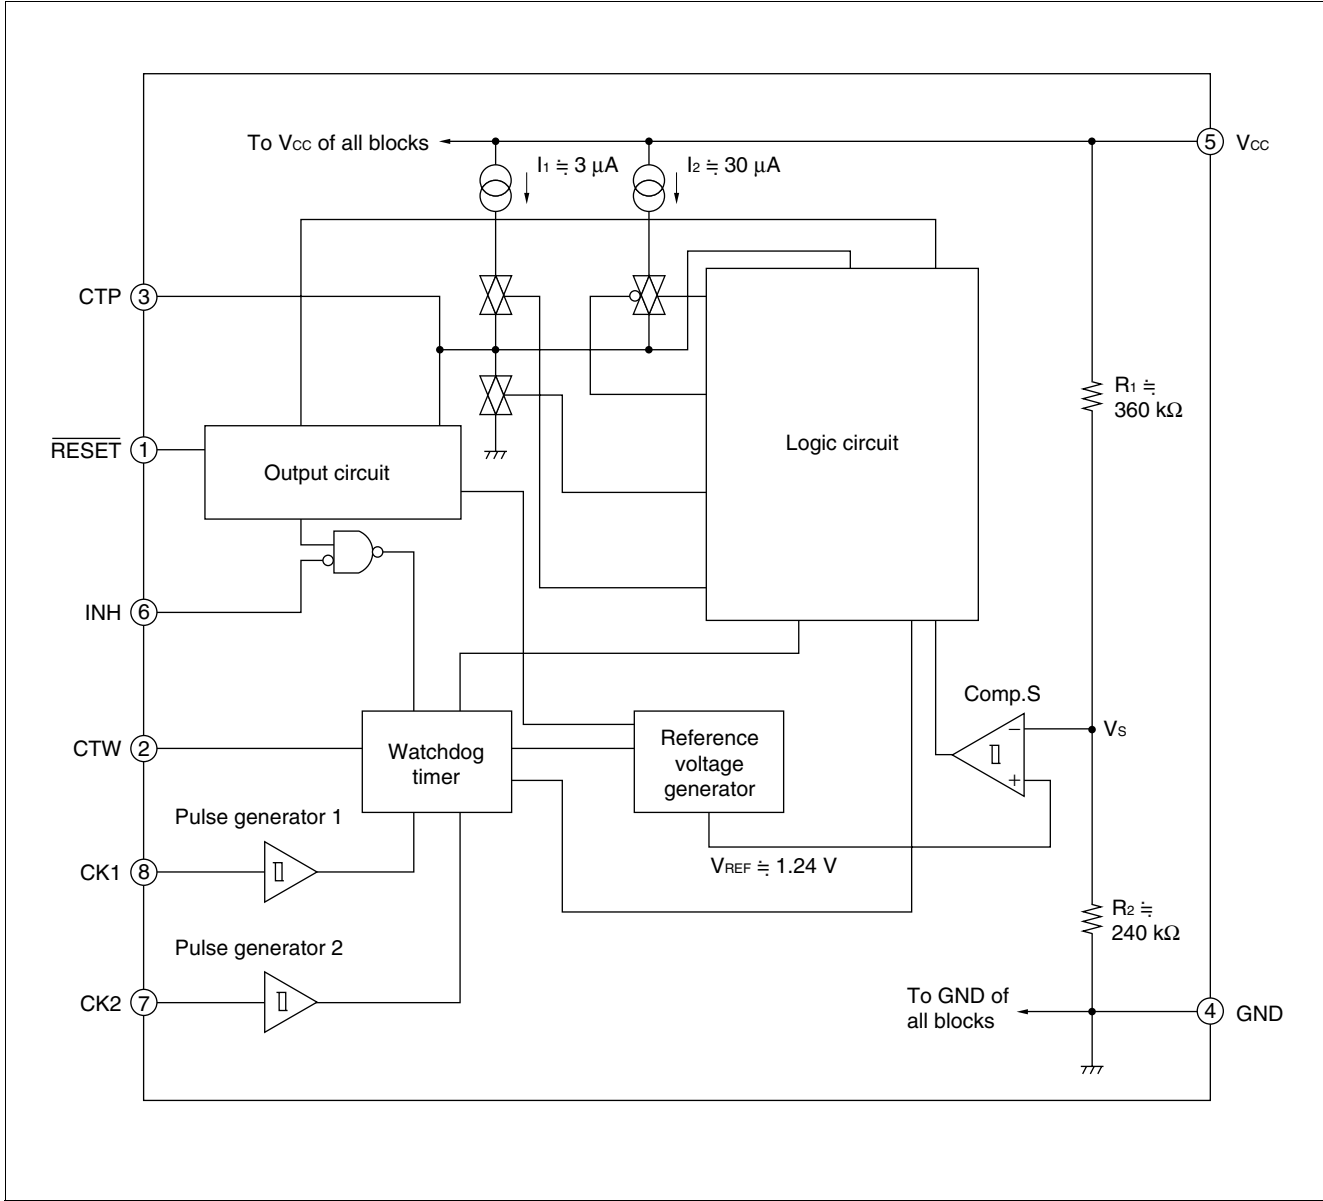 To VCC of all blocks
I1 ≒ 3 μA
I2 ≒ 30 μA
5
VCC
CTP
3
R1 ≒
360 kΩ
RESET
1
Output circuit
Logic circuit
INH
6
Comp.S
−
+
VS
CTW
2
Watchdog
timer
Reference
voltage
generator
Pulse generator 1
CK1
8
VREF ≒ 1.24 V
R2 ≒
240 kΩ
Pulse generator 2
CK2
7
To GND of
all blocks
4
GND